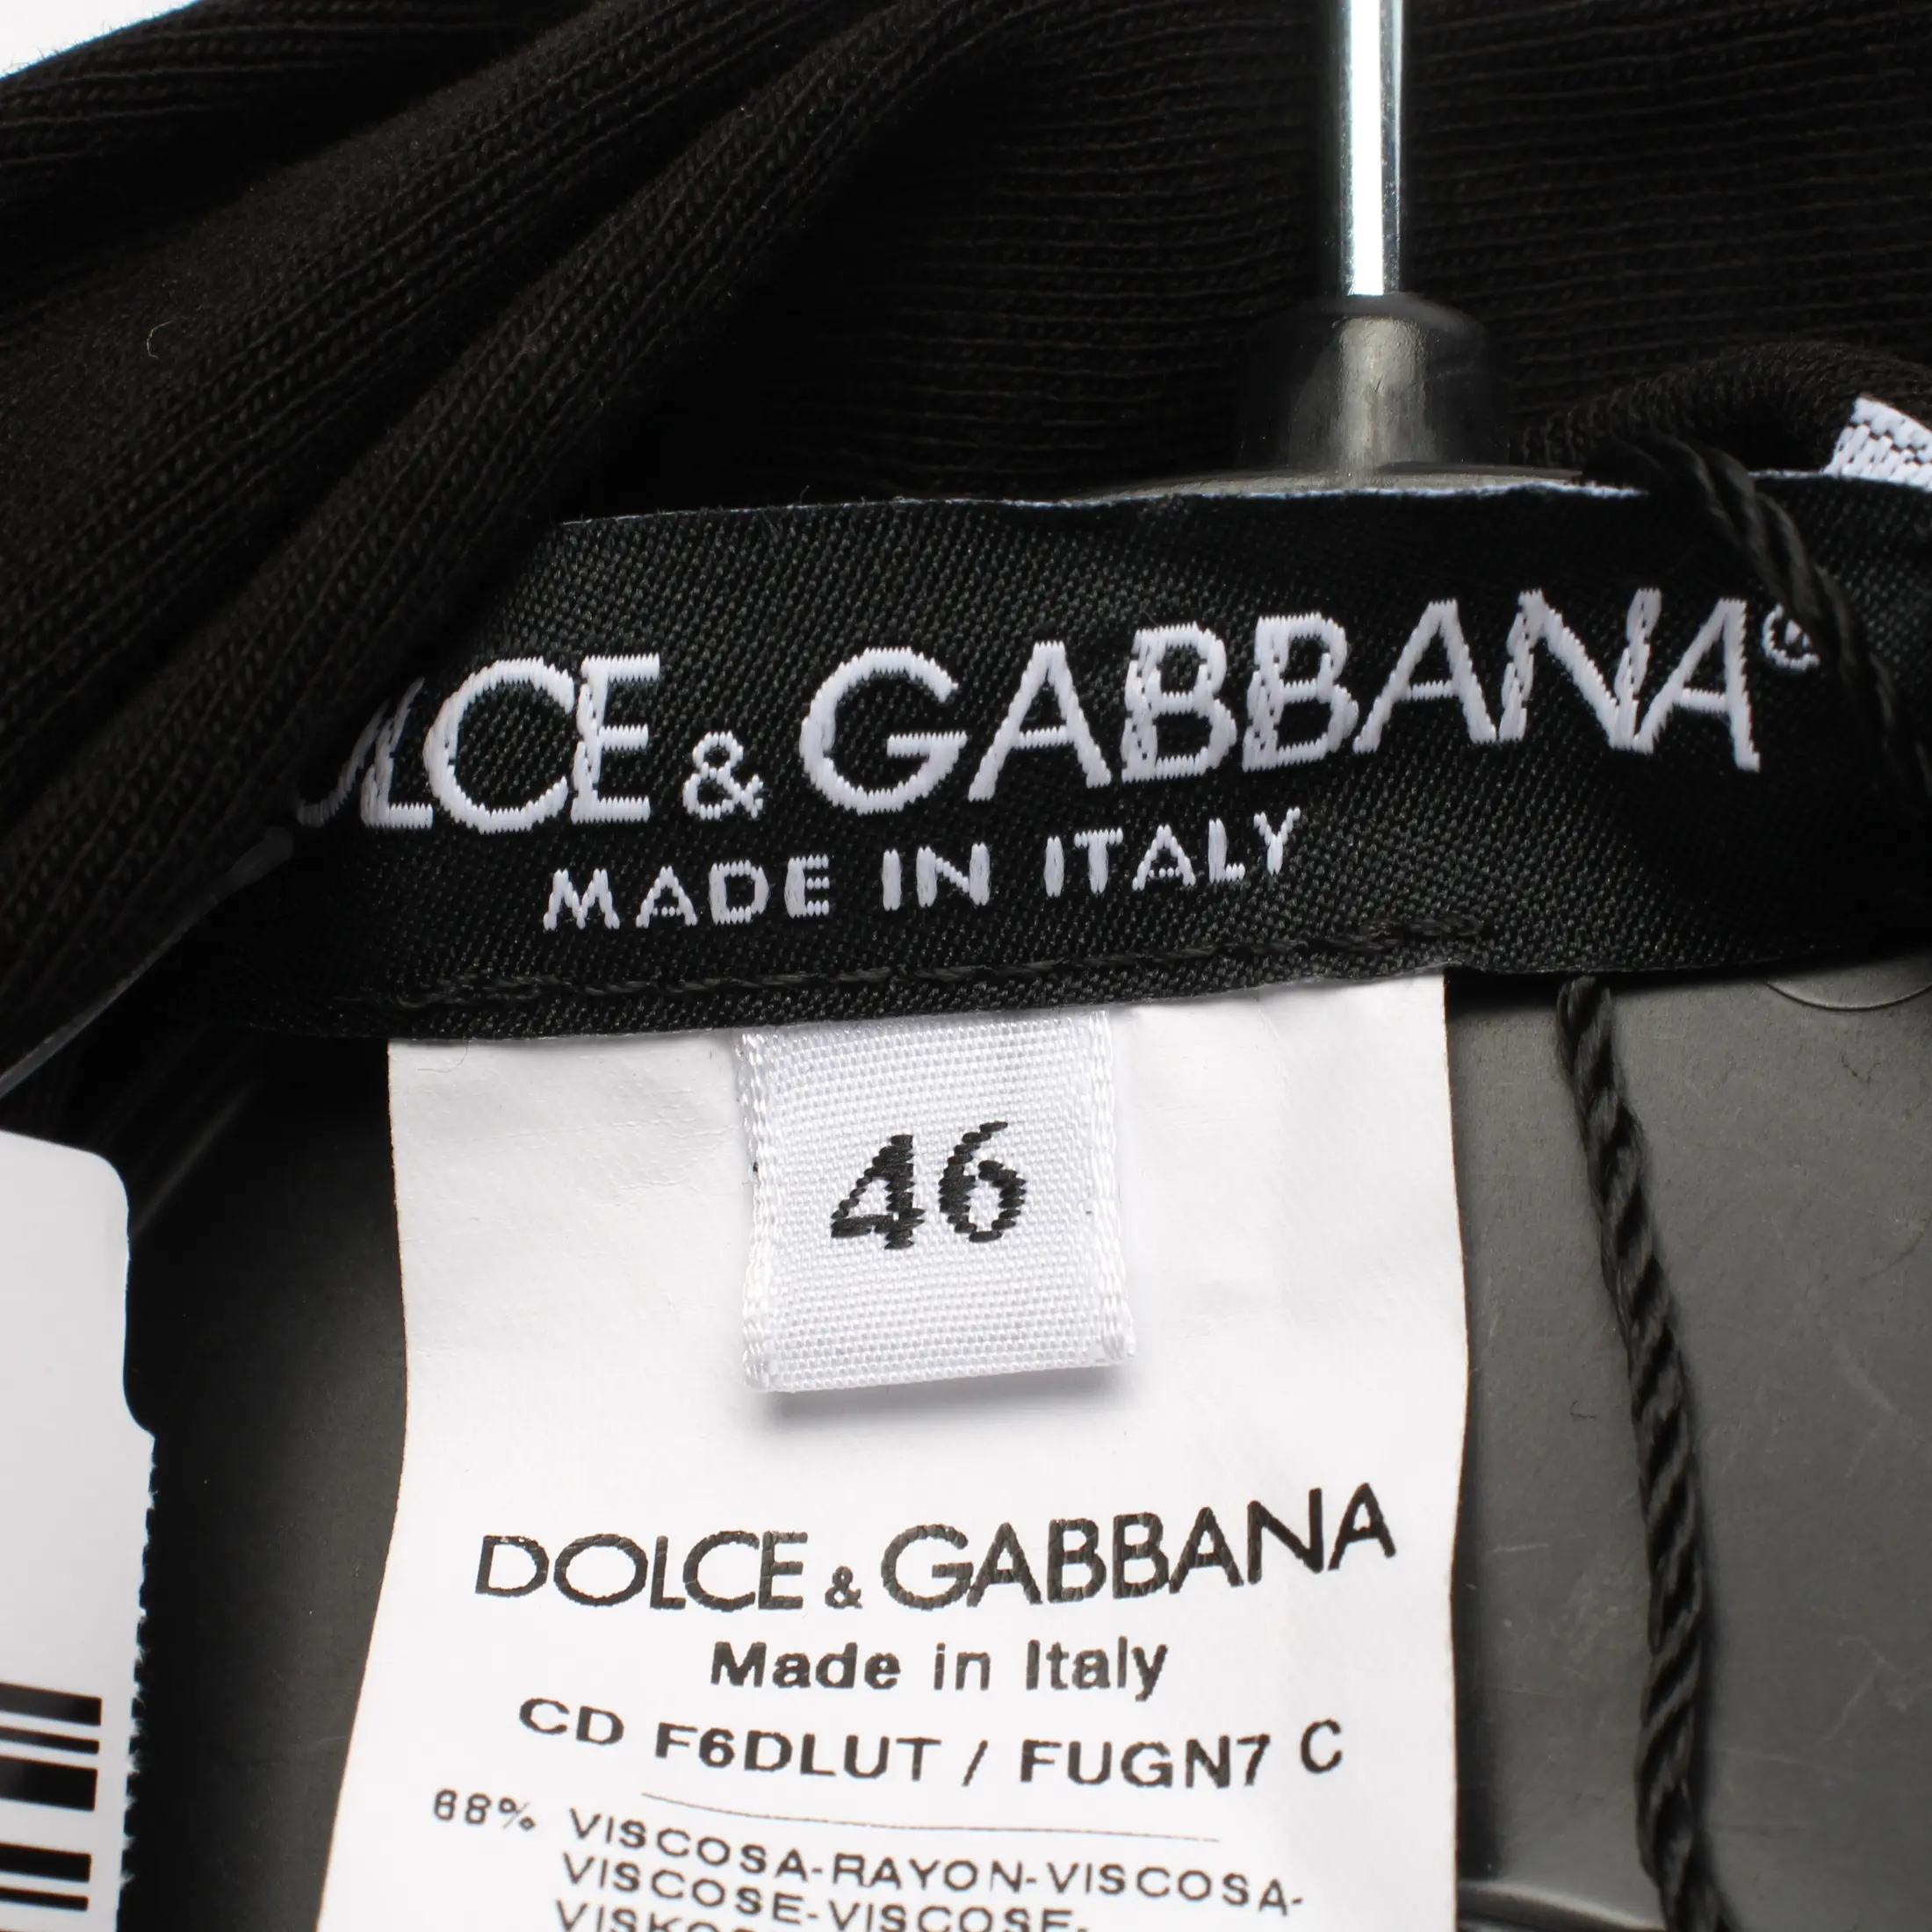 DOLCE & GABBANA
MADE IN ITALY
46
DOLCE & GABBANA
Made in Italy
CD F6DLUT / FUGN7 C
68% VISCOSA-RAYON-VISCOSA-
VISCOSE-VISCOSE-